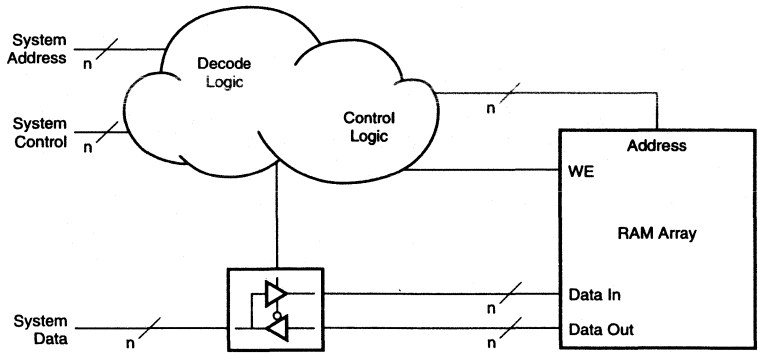 System
Address
n
Decode
Logic
System
Control
n
Control
Logic
n
Address
WE
RAM Array
Data In
n
Data Out
n
System
Data
n